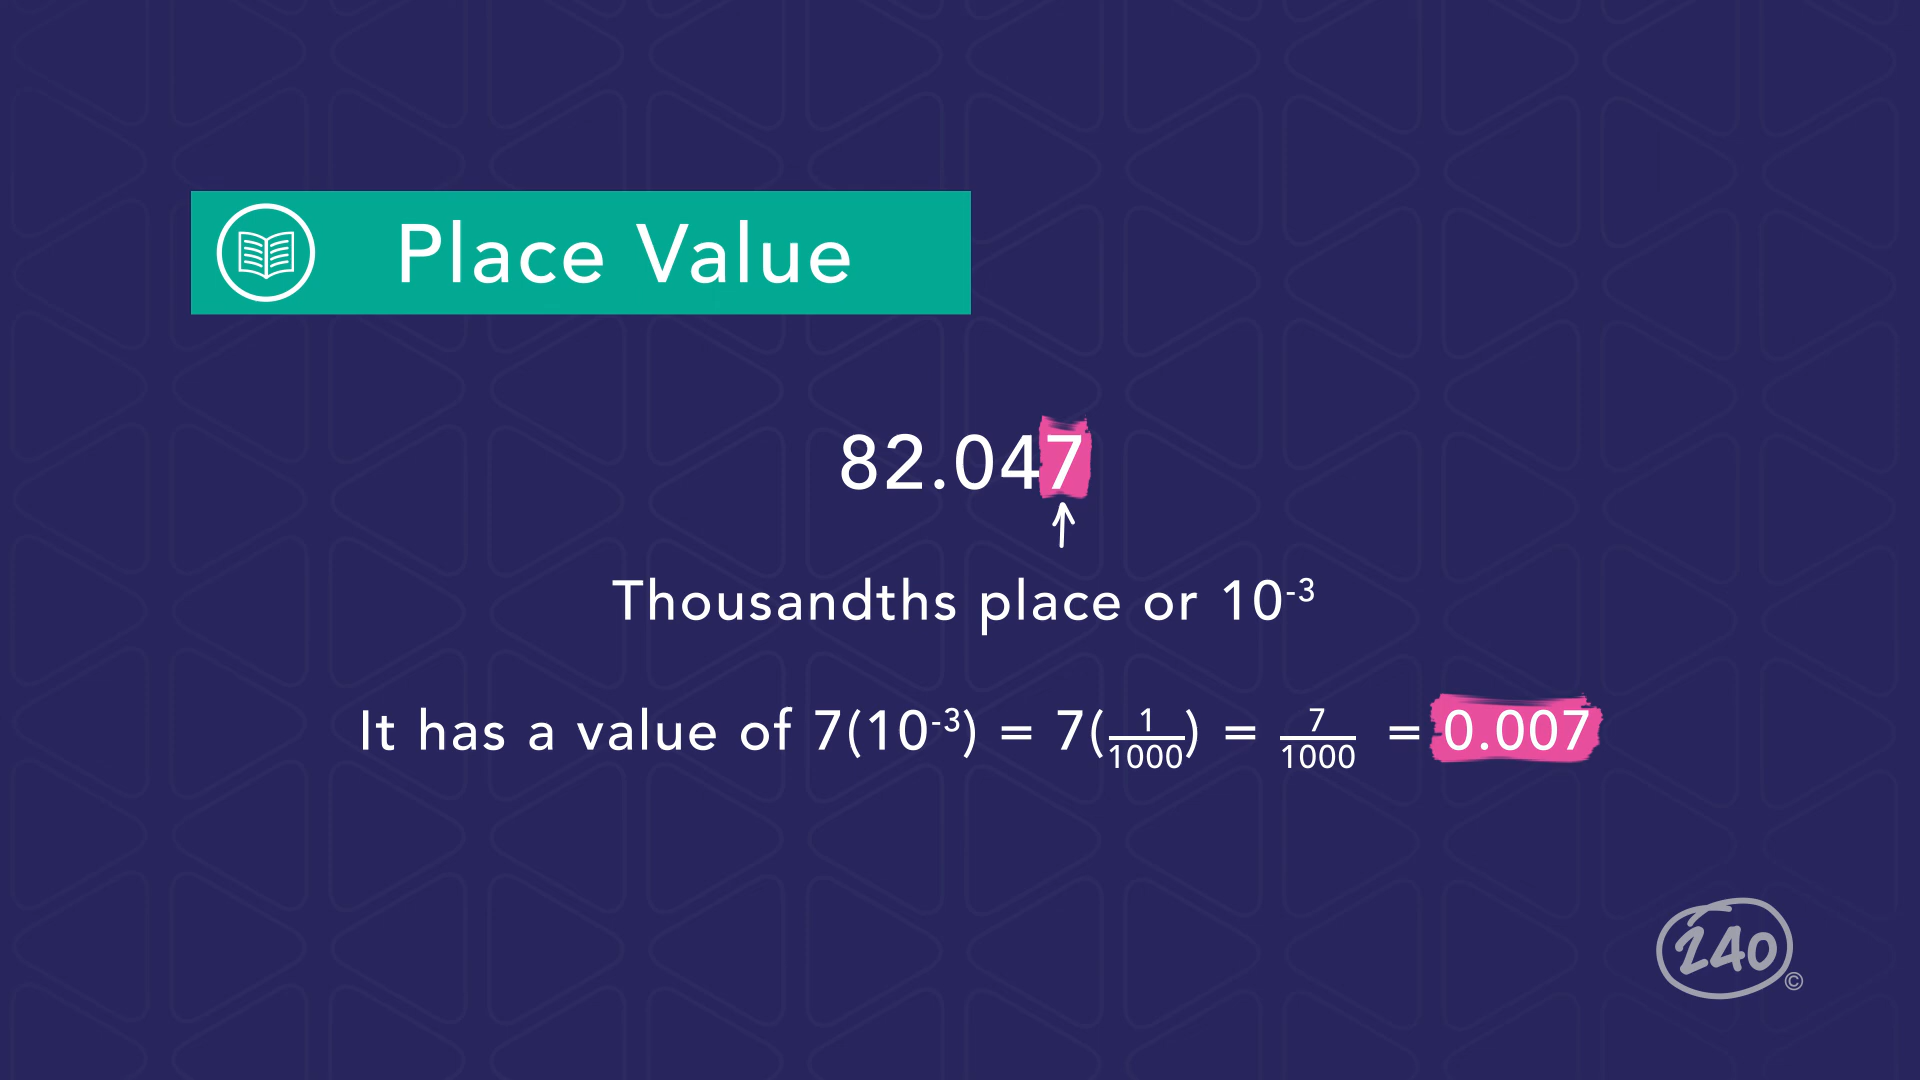 Place Value
82.047
Thousandths place or 10⁻³
It has a value of 7(10⁻³) = 7(1/1000) = 7/1000 = 0.007
240 ©